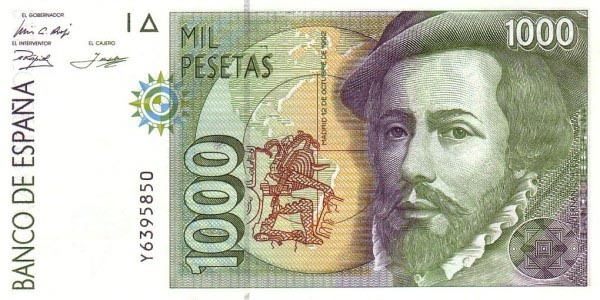 EL GOBERNADOR
EL INTERVENTOR
EL CAJERO
BANCO DE ESPAÑA
MIL
PESETAS
1000
MADRID 12 DE OCTUBRE DE 1992
1000
Y6395850